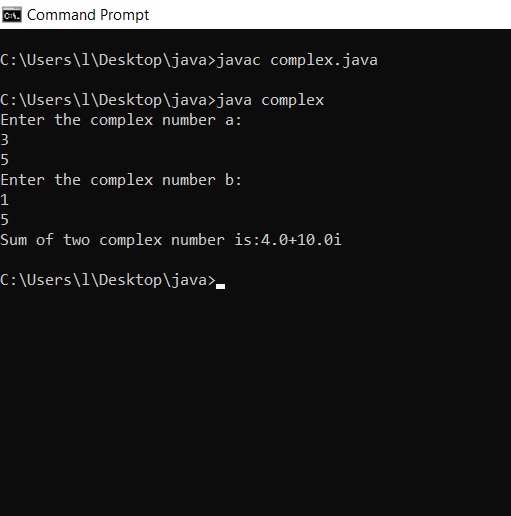 Command Prompt
C:\Users\l\Desktop\java>javac complex.java
C:\Users\l\Desktop\java>java complex
Enter the complex number a:
3
5
Enter the complex number b:
1
5
Sum of two complex number is:4.0+10.0i
C:\Users\l\Desktop\java>